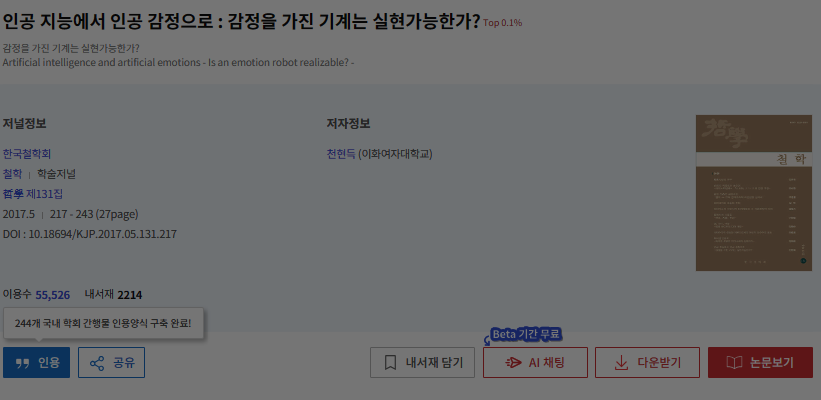 인공 지능에서 인공 감정으로 : 감정을 가진 기계는 실현가능한가? Top 0.1%
감정을 가진 기계는 실현가능한가?
Artificial intelligence and artificial emotions - Is an emotion robot realizable? -
저널정보
한국철학회
철학 | 학술저널
哲學 제131집
2017.5 | 217 - 243 (27page)
DOI : 10.18694/KJP.2017.05.131.217
저자정보
천현득 (이화여자대학교)
哲學
철 학
이용수 55,526 내서재 2214
244개 국내 학회 간행물 인용양식 구축 완료!
Beta 기간 무료
인용 공유 내서재 담기 AI 채팅 다운받기 논문보기